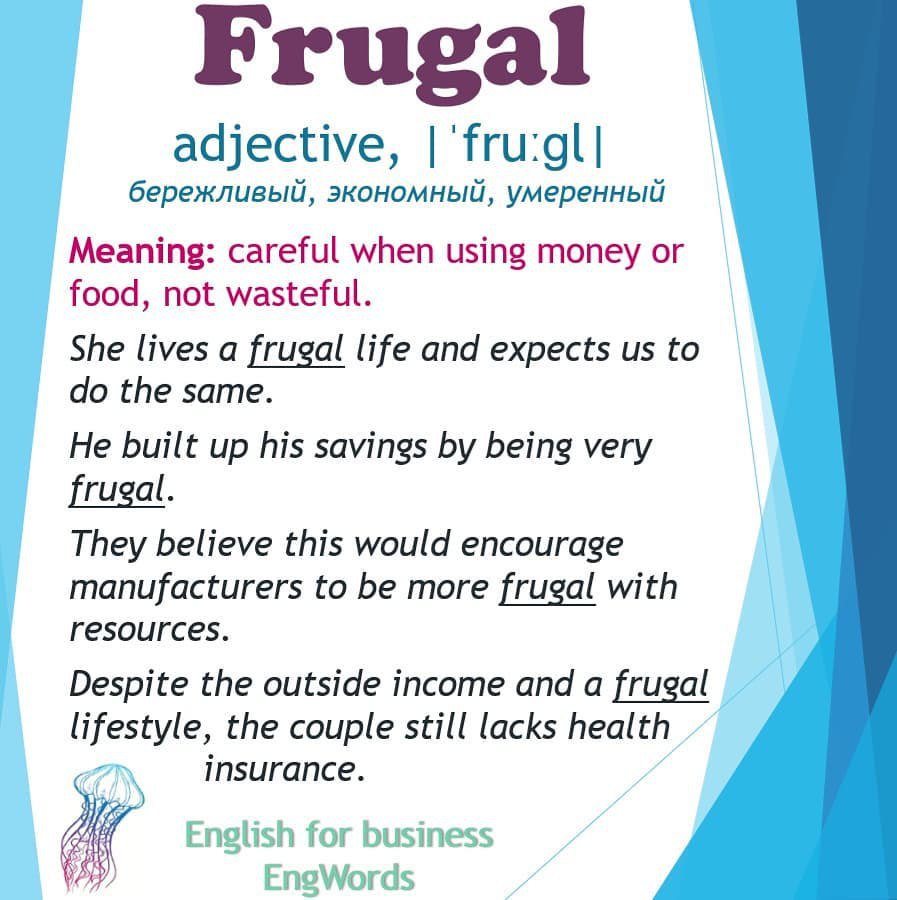 Frugal
adjective, |ˈfruːɡl|
бережливый, экономный, умеренный
Meaning: careful when using money or
food, not wasteful.
She lives a frugal life and expects us to
do the same.
He built up his savings by being very
frugal.
They believe this would encourage
manufacturers to be more frugal with
resources.
Despite the outside income and a frugal
lifestyle, the couple still lacks health
insurance.
English for business
EngWords